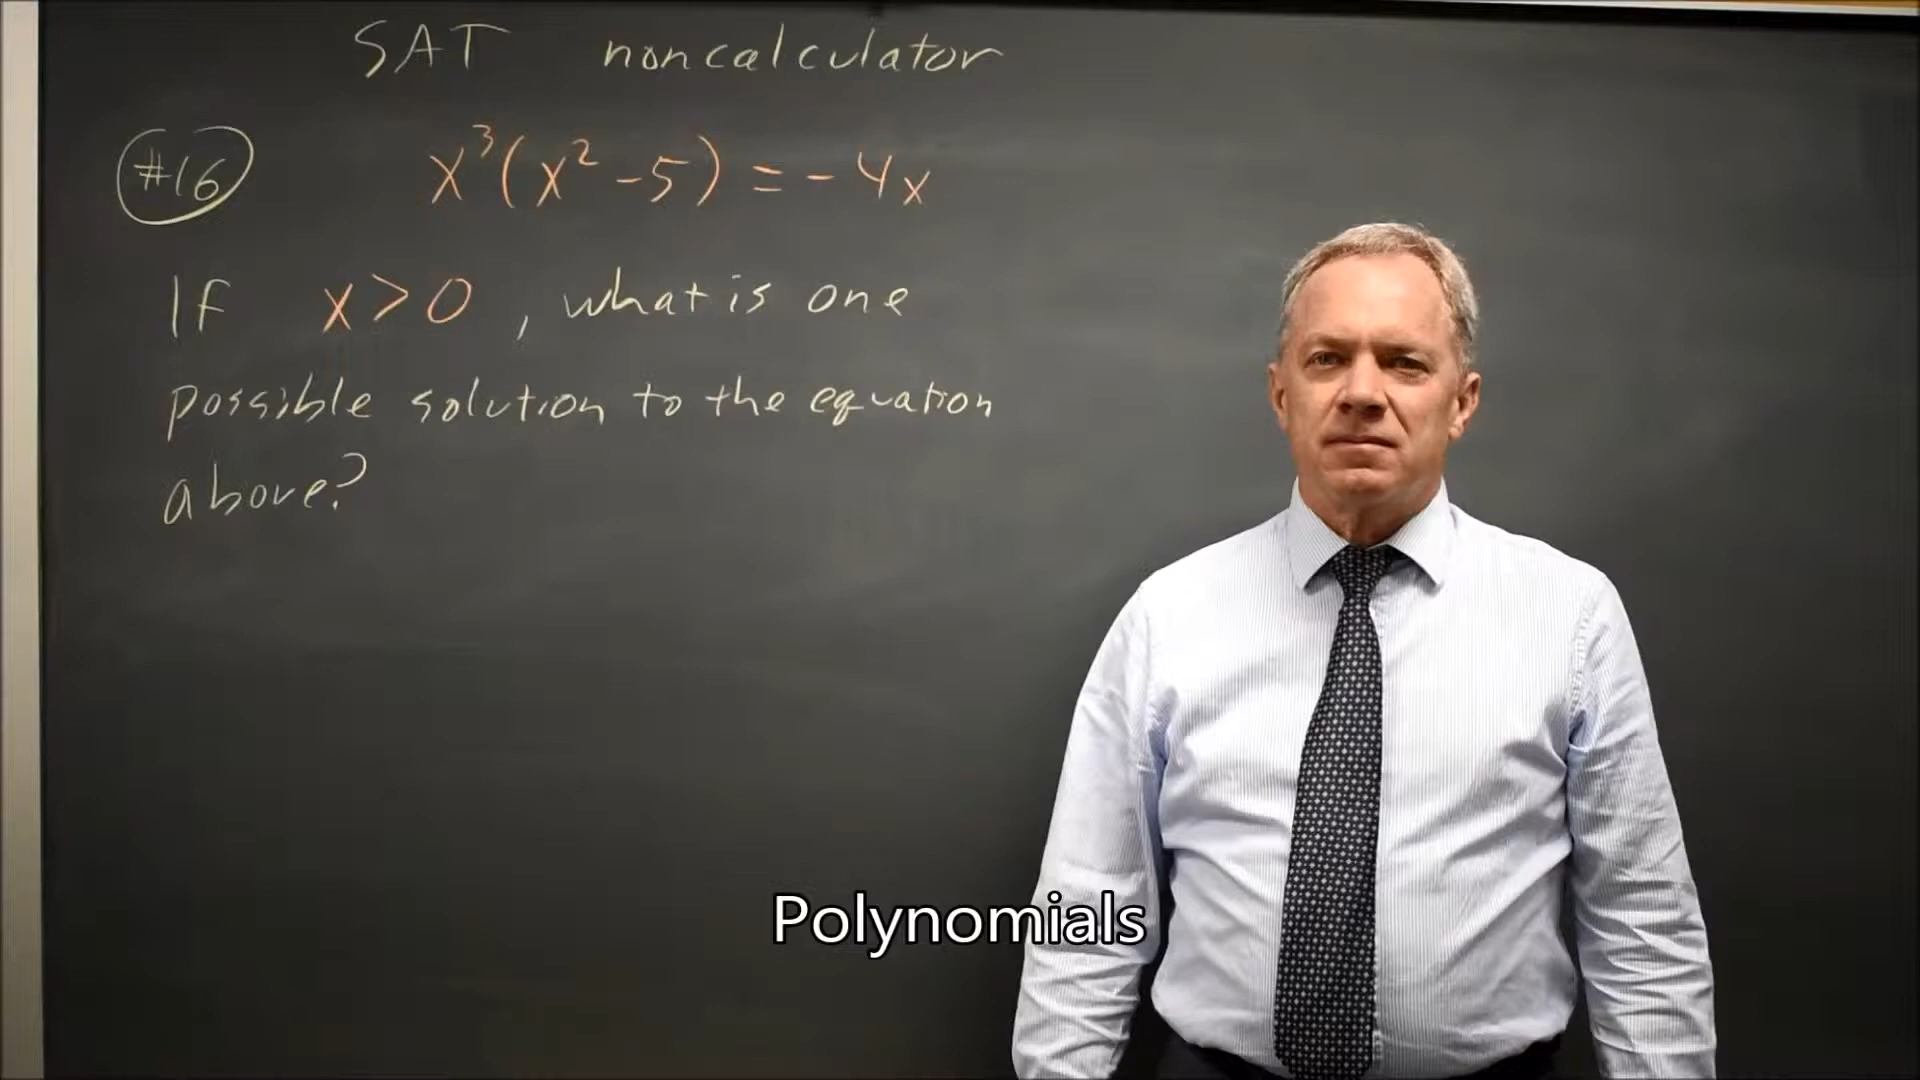 SAT noncalculator
#16 x³(x²-5) = -4x
If x>0, what is one
possible solution to the equation
above?
Polynomials